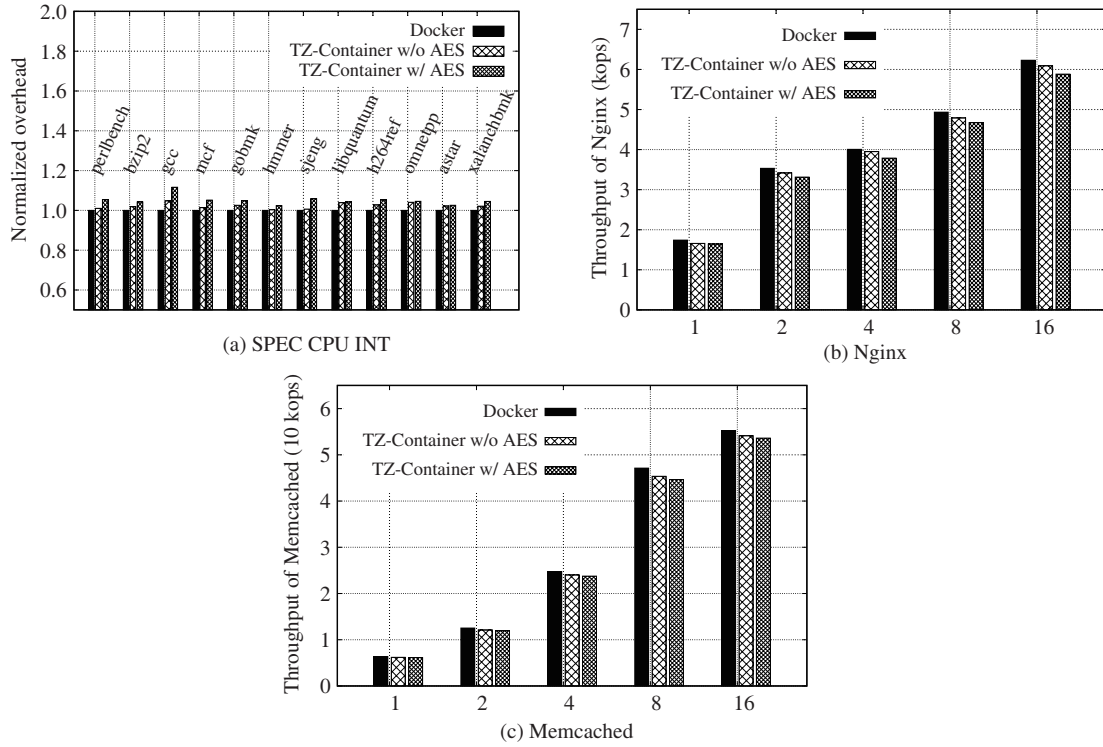 2.0
1.8
1.6
1.4
1.2
1.0
0.8
0.6
Normalized overhead
Docker
TZ-Container w/o AES
TZ-Container w/ AES
perlbench
bzip2
gcc
mcf
gobmk
hmmer
sjeng
libquantum
h264ref
omnetpp
astar
xalanchbmk
(a) SPEC CPU INT
7
6
5
4
3
2
1
0
Throughput of Nginx (kops)
Docker
TZ-Container w/o AES
TZ-Container w/ AES
1 2 4 8 16
(b) Nginx
6
5
4
3
2
1
0
Throughput of Memcached (10 kops)
Docker
TZ-Container w/o AES
TZ-Container w/ AES
1 2 4 8 16
(c) Memcached